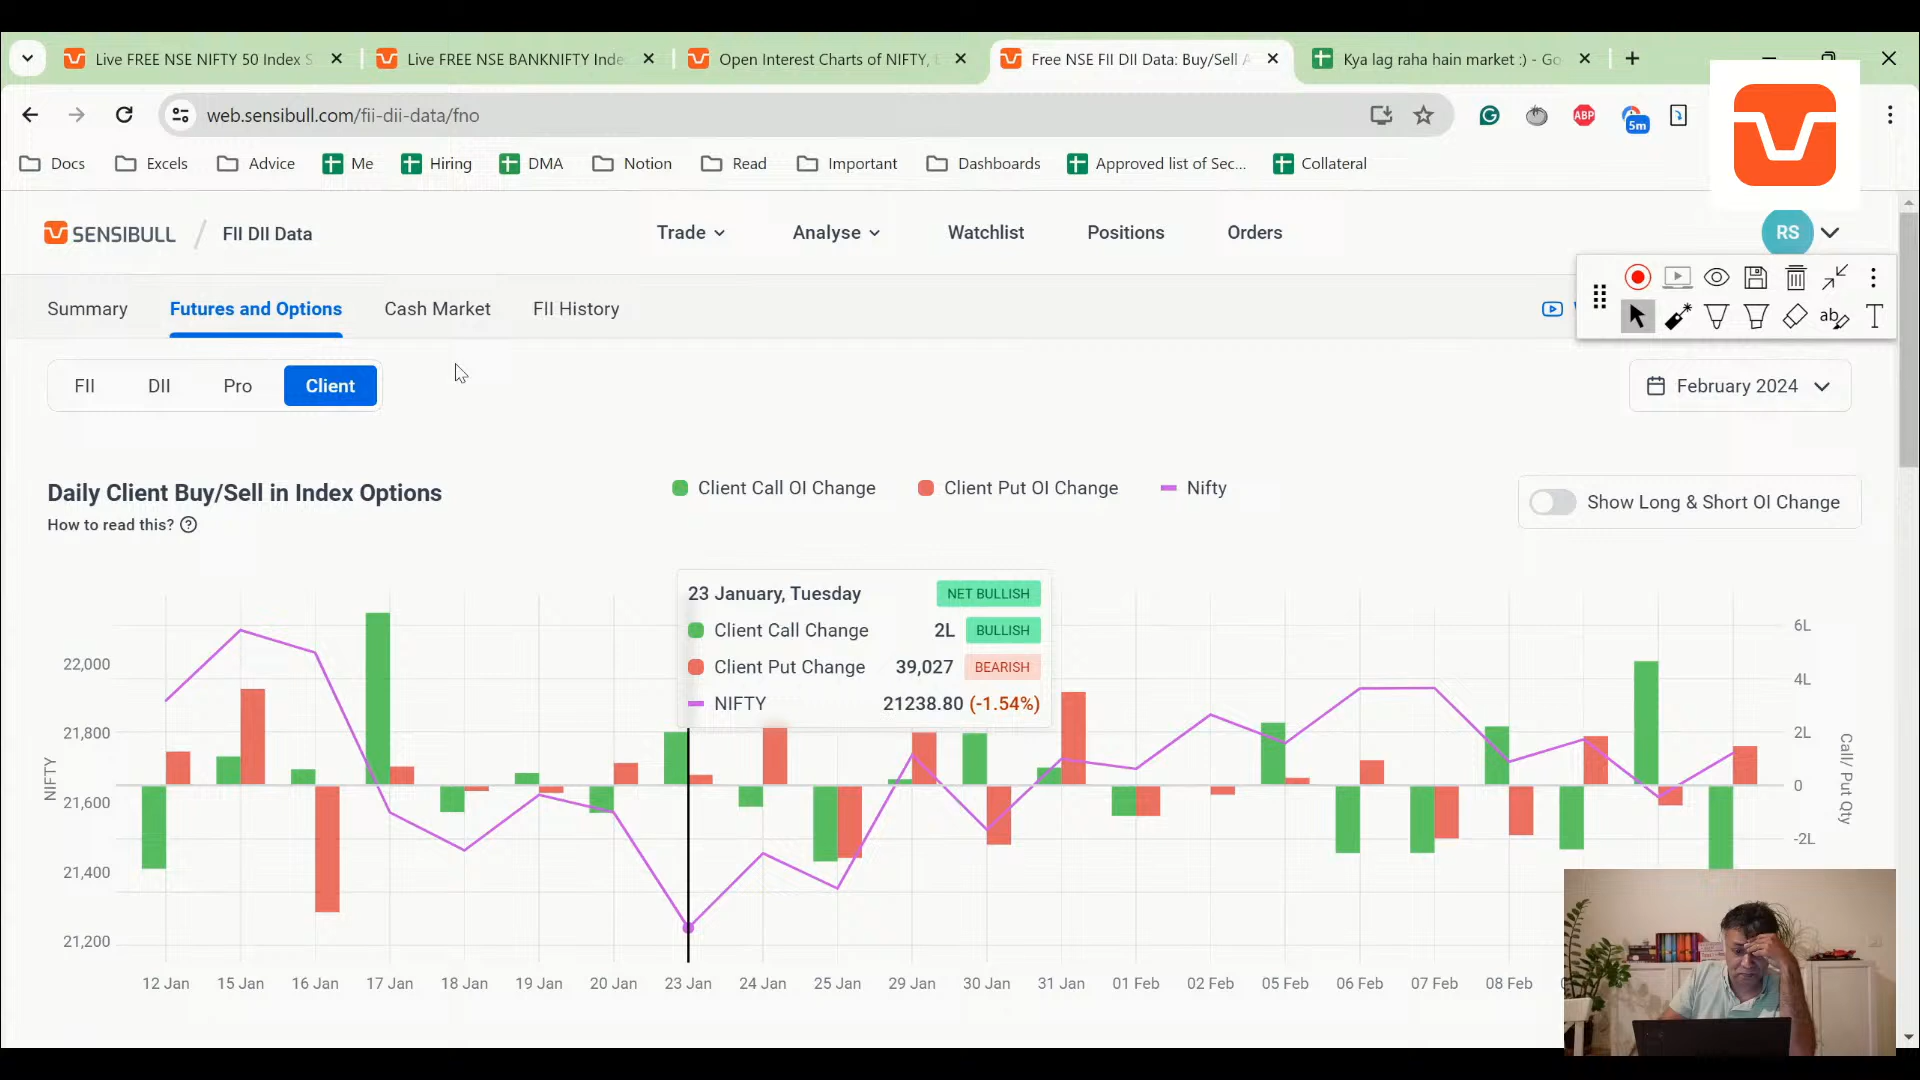 Live FREE NSE NIFTY 50 Index S
Live FREE NSE BANKNIFTY Inde
Open Interest Charts of NIFTY,
Free NSE FII DII Data: Buy/Sell A
Kya lag raha hain market :) - Go
web.sensibull.com/fii-dii-data/fno
ABP
5m
Docs
Excels
Advice
Me
Hiring
DMA
Notion
Read
Important
Dashboards
Approved list of Sec...
Collateral
SENSIBULL / FII DII Data
Trade
Analyse
Watchlist
Positions
Orders
RS
Summary
Futures and Options
Cash Market
FII History
ab
T
FII
DII
Pro
Client
February 2024
Daily Client Buy/Sell in Index Options
How to read this?
Client Call OI Change
Client Put OI Change
Nifty
Show Long & Short OI Change
23 January, Tuesday NET BULLISH
Client Call Change 2L BULLISH
Client Put Change 39,027 BEARISH
NIFTY 21238.80 (-1.54%)
22,000
21,800
21,600
21,400
21,200
NIFTY
6L
4L
2L
0
-2L
Call/ Put Qty
12 Jan
15 Jan
16 Jan
17 Jan
18 Jan
19 Jan
20 Jan
23 Jan
24 Jan
25 Jan
29 Jan
30 Jan
31 Jan
01 Feb
02 Feb
05 Feb
06 Feb
07 Feb
08 Feb